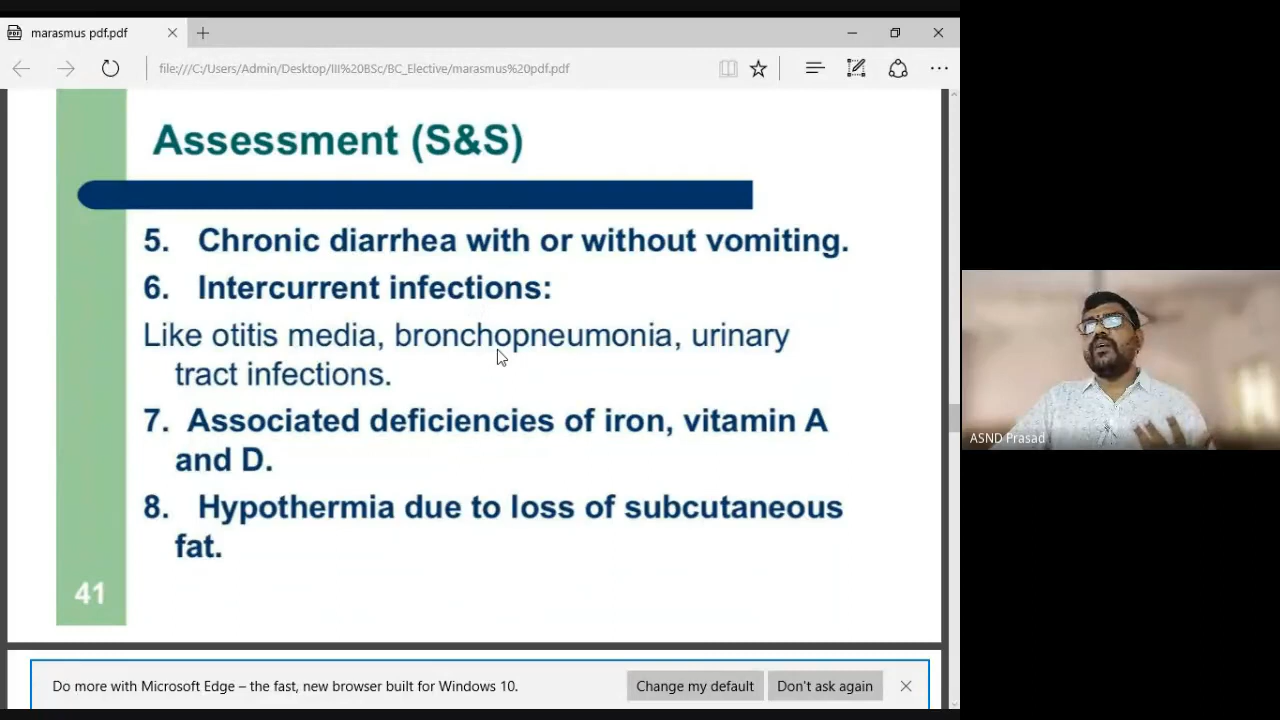 marasmus pdf.pdf
file:///C:/Users/Admin/Desktop/III%20BSc/BC_Elective/marasmus%20pdf.pdf
Assessment (S&S)
5. Chronic diarrhea with or without vomiting.
6. Intercurrent infections:
Like otitis media, bronchopneumonia, urinary
tract infections.
7. Associated deficiencies of iron, vitamin A
and D.
8. Hypothermia due to loss of subcutaneous
fat.
41
ASND Prasad
Do more with Microsoft Edge – the fast, new browser built for Windows 10.
Change my default
Don't ask again